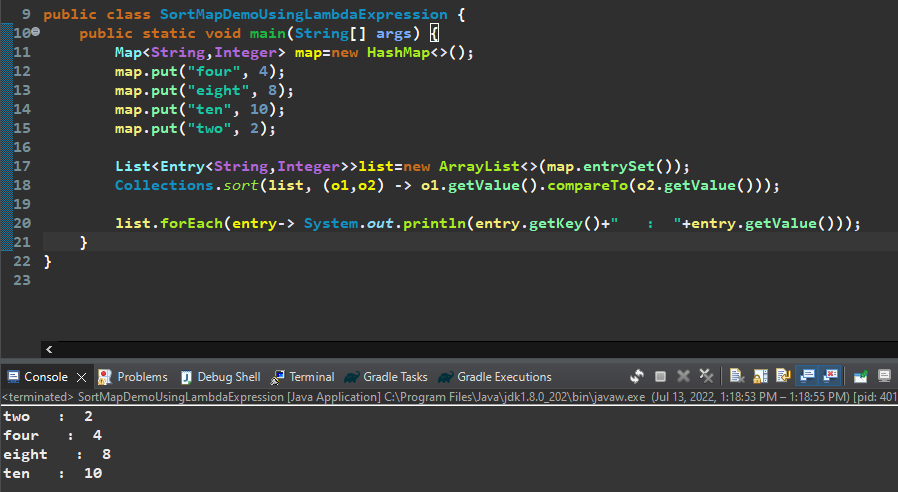 9 public class SortMapDemoUsingLambdaExpression {
10 public static void main(String[] args) {
11 Map<String,Integer> map=new HashMap<>();
12 map.put("four", 4);
13 map.put("eight", 8);
14 map.put("ten", 10);
15 map.put("two", 2);
16
17 List<Entry<String,Integer>>list=new ArrayList<>(map.entrySet());
18 Collections.sort(list, (o1,o2) -> o1.getValue().compareTo(o2.getValue()));
19
20 list.forEach(entry-> System.out.println(entry.getKey()+"   :  "+entry.getValue()));
21 }
22 }
23
Console Problems Debug Shell Terminal Gradle Tasks Gradle Executions
<terminated> SortMapDemoUsingLambdaExpression [Java Application] C:\Program Files\Java\jdk1.8.0_202\bin\javaw.exe (Jul 13, 2022, 1:18:53 PM – 1:18:55 PM) [pid: 401
two   :  2
four   :  4
eight   :  8
ten   :  10